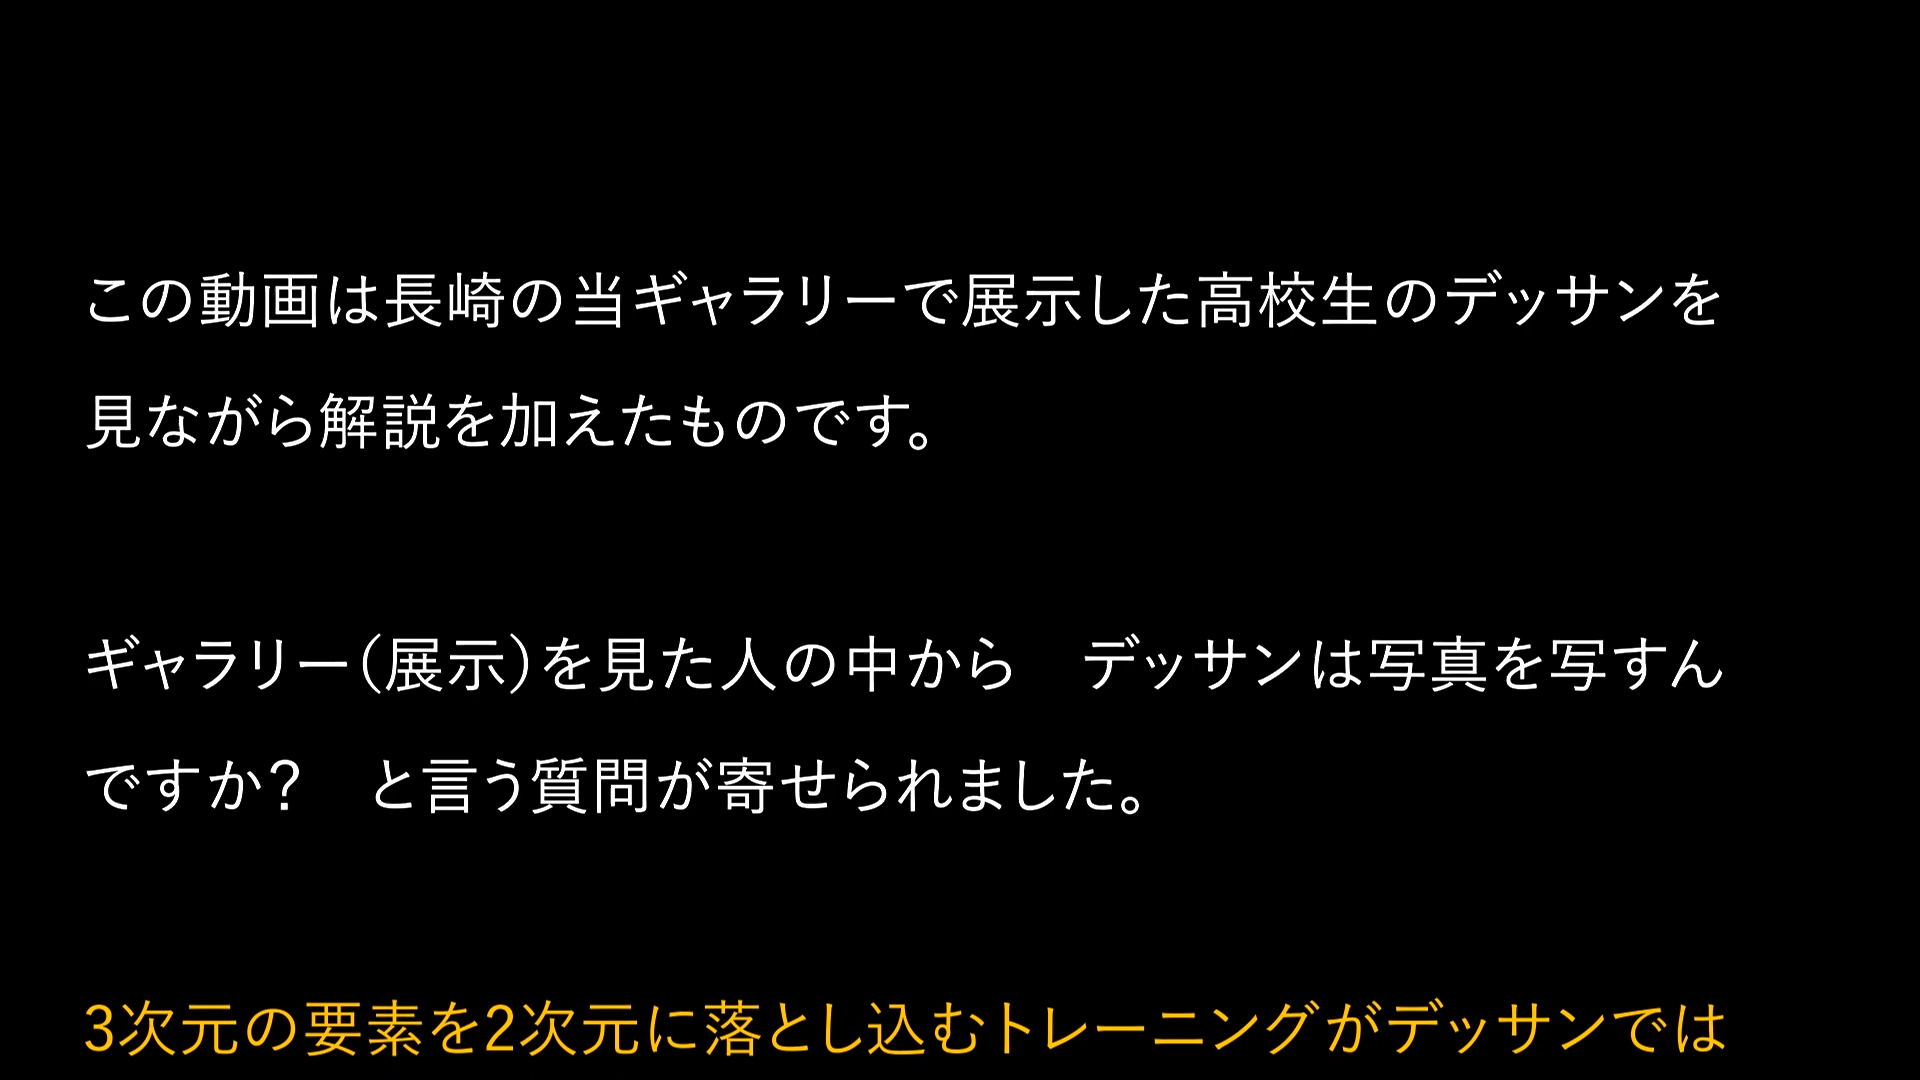 この動画は長崎の当ギャラリーで展示した高校生のデッサンを
見ながら解説を加えたものです。
ギャラリー(展示)を見た人の中から　デッサンは写真を写すん
ですか?　と言う質問が寄せられました。
3次元の要素を2次元に落とし込むトレーニングがデッサンでは